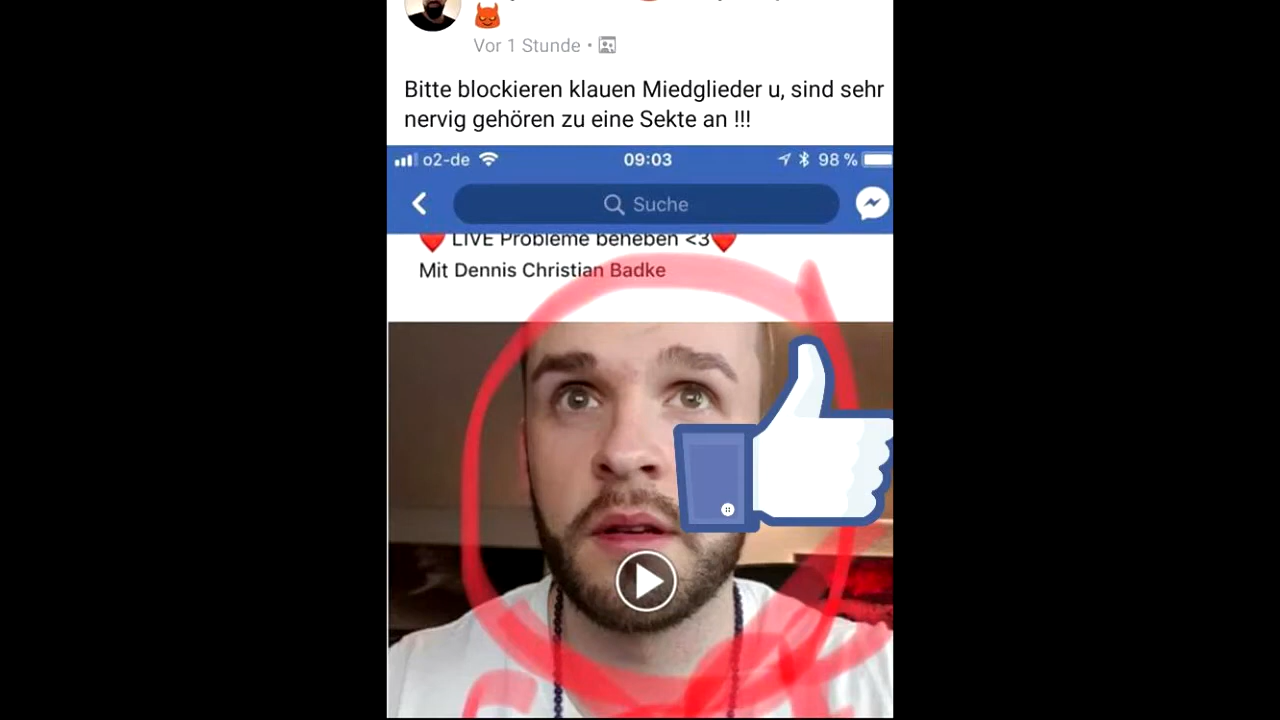 Vor 1 Stunde •
Bitte blockieren klauen Miedglieder u, sind sehr
nervig gehören zu eine Sekte an !!!
o2-de 09:03 98 %
Suche
LIVE Probleme beheben <3
Mit Dennis Christian Badke